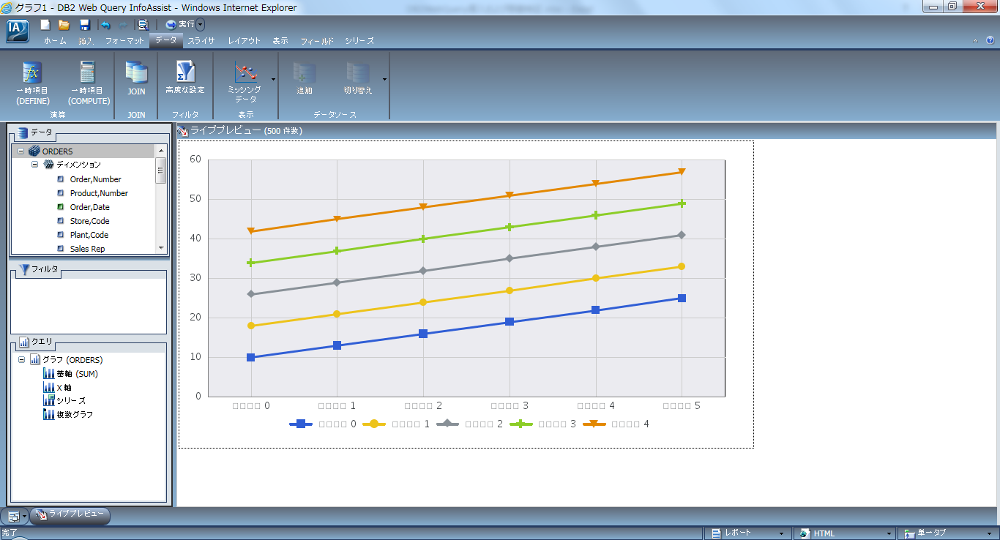 グラフ1 - DB2 Web Query InfoAssist - Windows Internet Explorer
IA
実行
ホーム 挿入 フォーマット データ スライサ レイアウト 表示 フィールド シリーズ
一時項目 (DEFINE)
一時項目 (COMPUTE)
JOIN
高度な設定
ミッシング データ
追加
切り替え
演算 JOIN フィルタ 表示 データソース
データ
ORDERS
ディメンション
Order,Number
Product,Number
Order,Date
Store,Code
Plant,Code
Sales Rep
フィルタ
クエリ
グラフ (ORDERS)
基軸 (SUM)
X 軸
シリーズ
複数グラフ
ライブプレビュー (500 件数)
60
50
40
30
20
10
0
□□□□ 0 □□□□ 1 □□□□ 2 □□□□ 3 □□□□ 4 □□□□ 5
□□□□ 0 □□□□ 1 □□□□ 2 □□□□ 3 □□□□ 4
ライブプレビュー
完了 レポート HTML 単一タブ